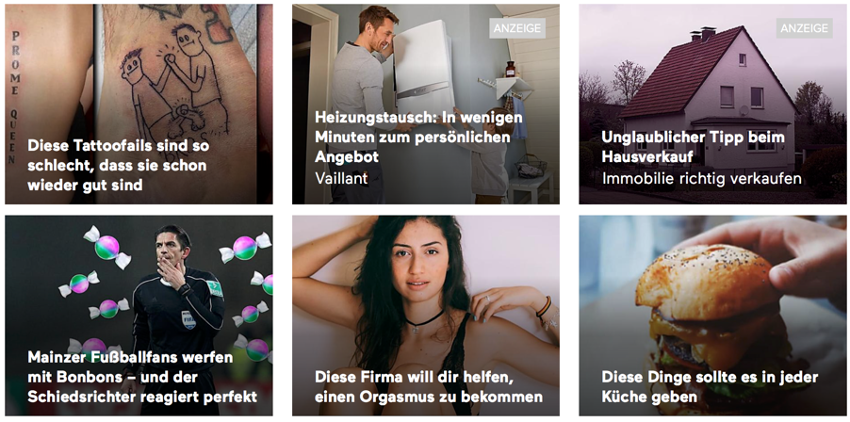 PROME QUEEN
Diese Tattoofails sind so
schlecht, dass sie schon
wieder gut sind
ANZEIGE
Heizungstausch: In wenigen
Minuten zum persönlichen
Angebot
Vaillant
ANZEIGE
Unglaublicher Tipp beim
Hausverkauf
Immobilie richtig verkaufen
Mainzer Fußballfans werfen
mit Bonbons – und der
Schiedsrichter reagiert perfekt
FIFA
Diese Firma will dir helfen,
einen Orgasmus zu bekommen
Diese Dinge sollte es in jeder
Küche geben